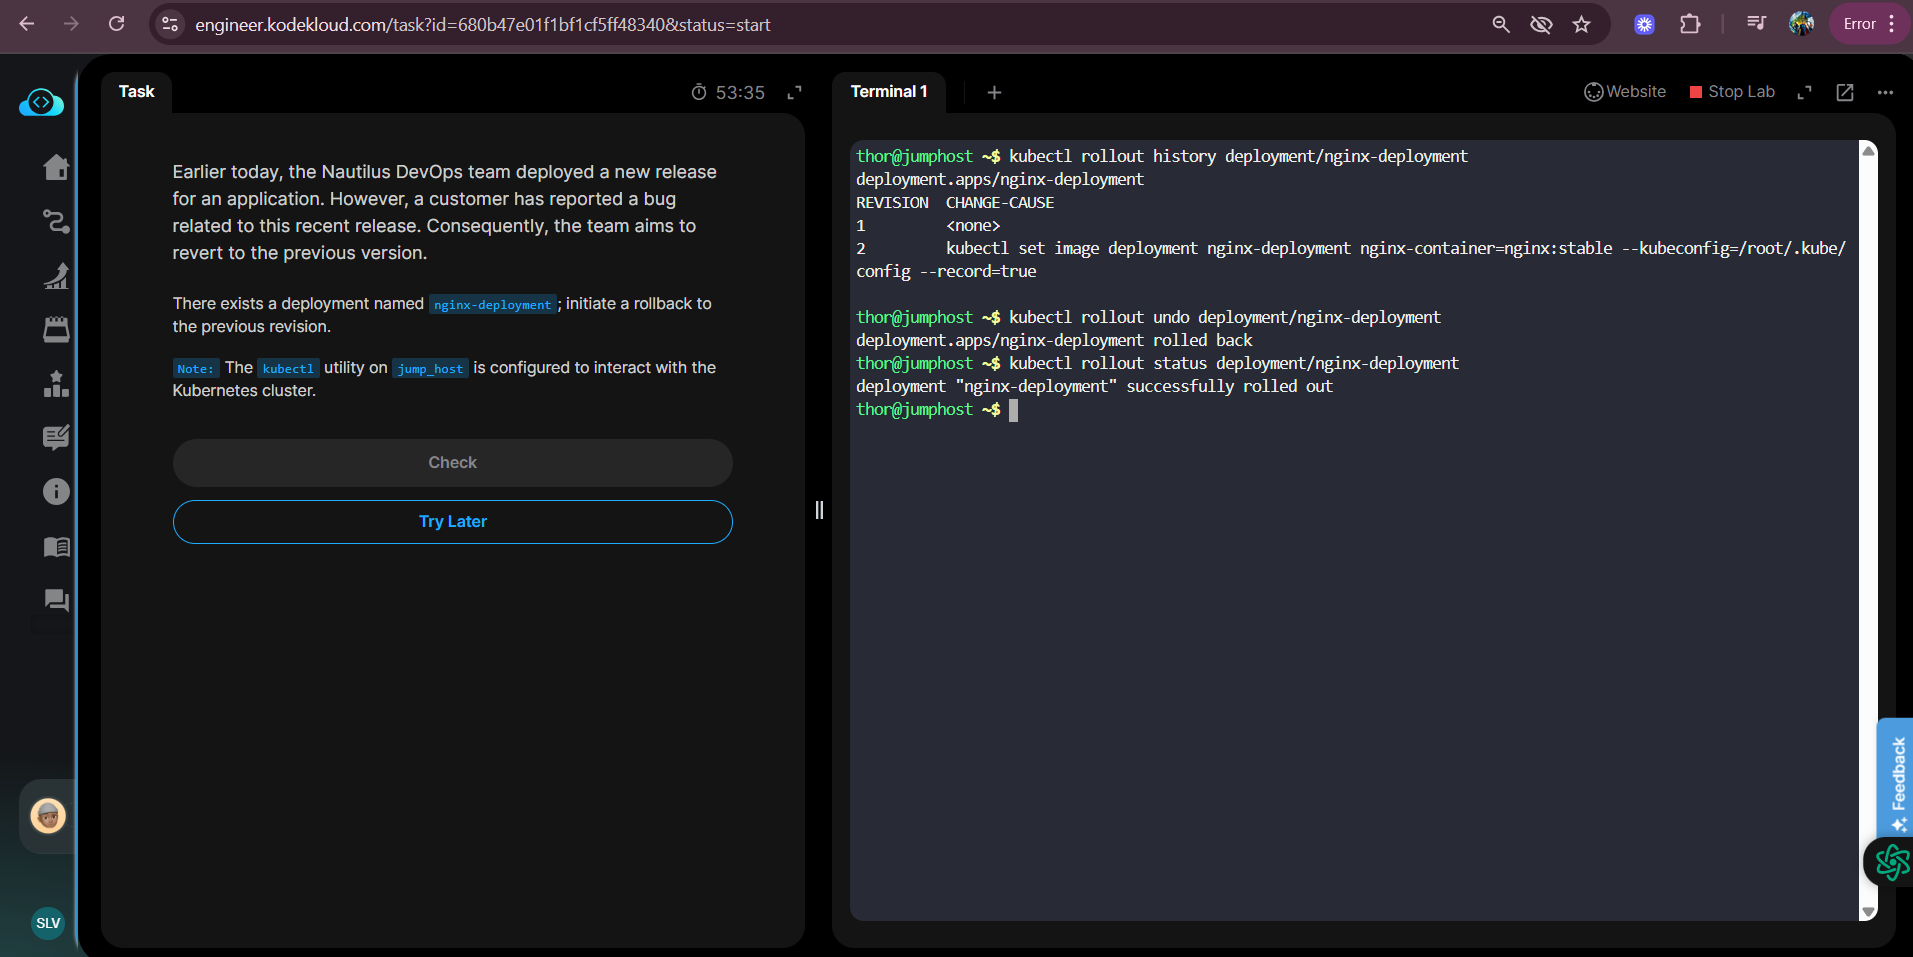 engineer.kodekloud.com/task?id=680b47e01f1bf1cf5ff48340&status=start
Error
Task
53:35
Earlier today, the Nautilus DevOps team deployed a new release
for an application. However, a customer has reported a bug
related to this recent release. Consequently, the team aims to
revert to the previous version.
There exists a deployment named nginx-deployment; initiate a rollback to
the previous revision.
Note: The kubectl utility on jump_host is configured to interact with the
Kubernetes cluster.
Check
Try Later
SLV
Terminal 1
Website
Stop Lab
thor@jumphost ~$ kubectl rollout history deployment/nginx-deployment
deployment.apps/nginx-deployment
REVISION  CHANGE-CAUSE
1         <none>
2         kubectl set image deployment nginx-deployment nginx-container=nginx:stable --kubeconfig=/root/.kube/
config --record=true
thor@jumphost ~$ kubectl rollout undo deployment/nginx-deployment
deployment.apps/nginx-deployment rolled back
thor@jumphost ~$ kubectl rollout status deployment/nginx-deployment
deployment "nginx-deployment" successfully rolled out
thor@jumphost ~$
Feedback